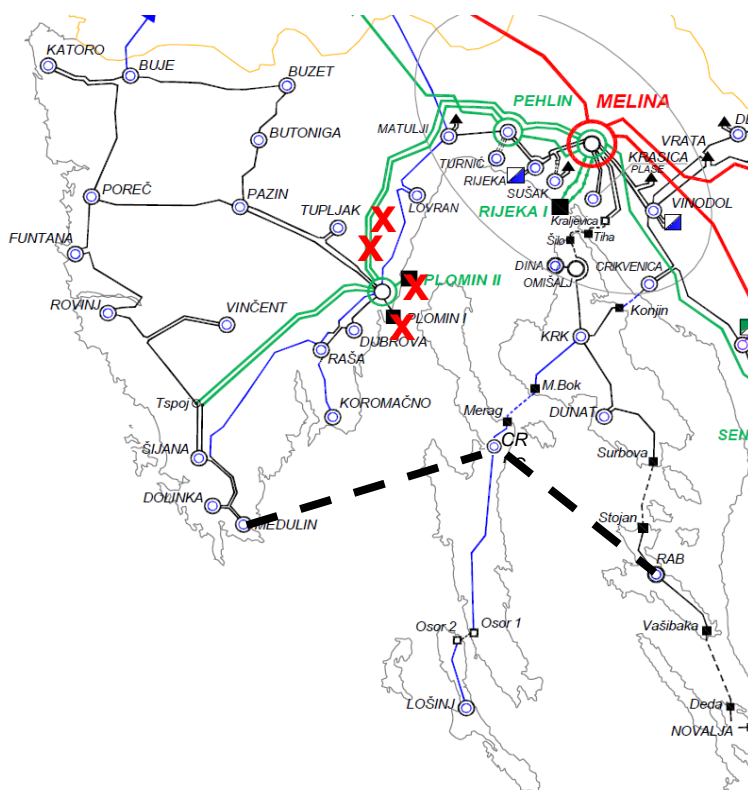 KATORO
BUJE
BUZET
PEHLIN
MELINA
BUTONIGA
MATULJI
TURNIĆ
RIJEKA
SUŠAK
VRATA
KRASICA
PLASE
DE
POREČ
PAZIN
TUPLJAK
LOVRAN
RIJEKA I
VINODOL
Kraljevica
Tiha
Šilo
FUNTANA
X
X
DINA
OMIŠALJ
CRIKVENICA
PLOMIN II
X
ROVINJ
VINČENT
PLOMIN I
X
Konjin
DUBROVA
RAŠA
KRK
M.Bok
Tspoj
KOROMAČNO
Merag
DUNAT
CR
SEN
ŠIJANA
Surbova
DOLINKA
MEDULIN
Stojan
RAB
Osor 2
Osor 1
Vašibaka
LOŠINJ
Deda
NOVALJA